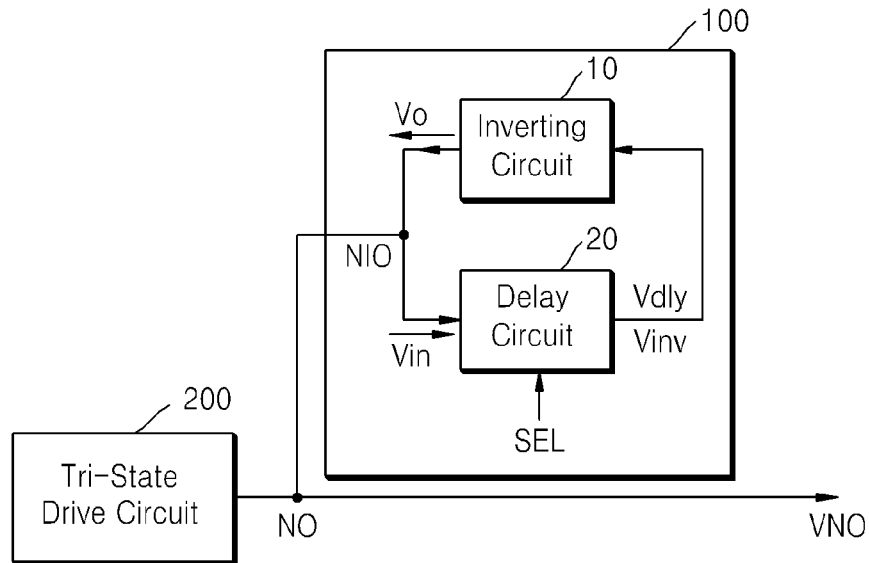 100
10
Vo
Inverting
Circuit
NIO
20
Delay
Circuit
Vdly
Vinv
Vin
SEL
200
Tri-State
Drive Circuit
NO
VNO